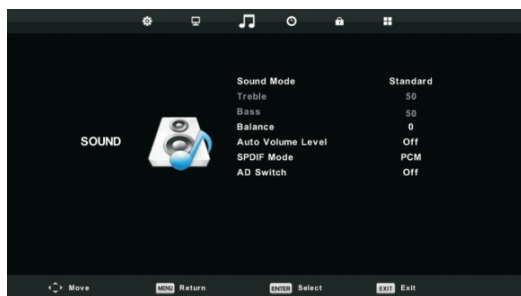 Sound Mode Standard
Treble 50
Bass 50
Balance 0
SOUND Auto Volume Level Off
SPDIF Mode PCM
AD Switch Off
Move MENU Return ENTER Select EXIT Exit